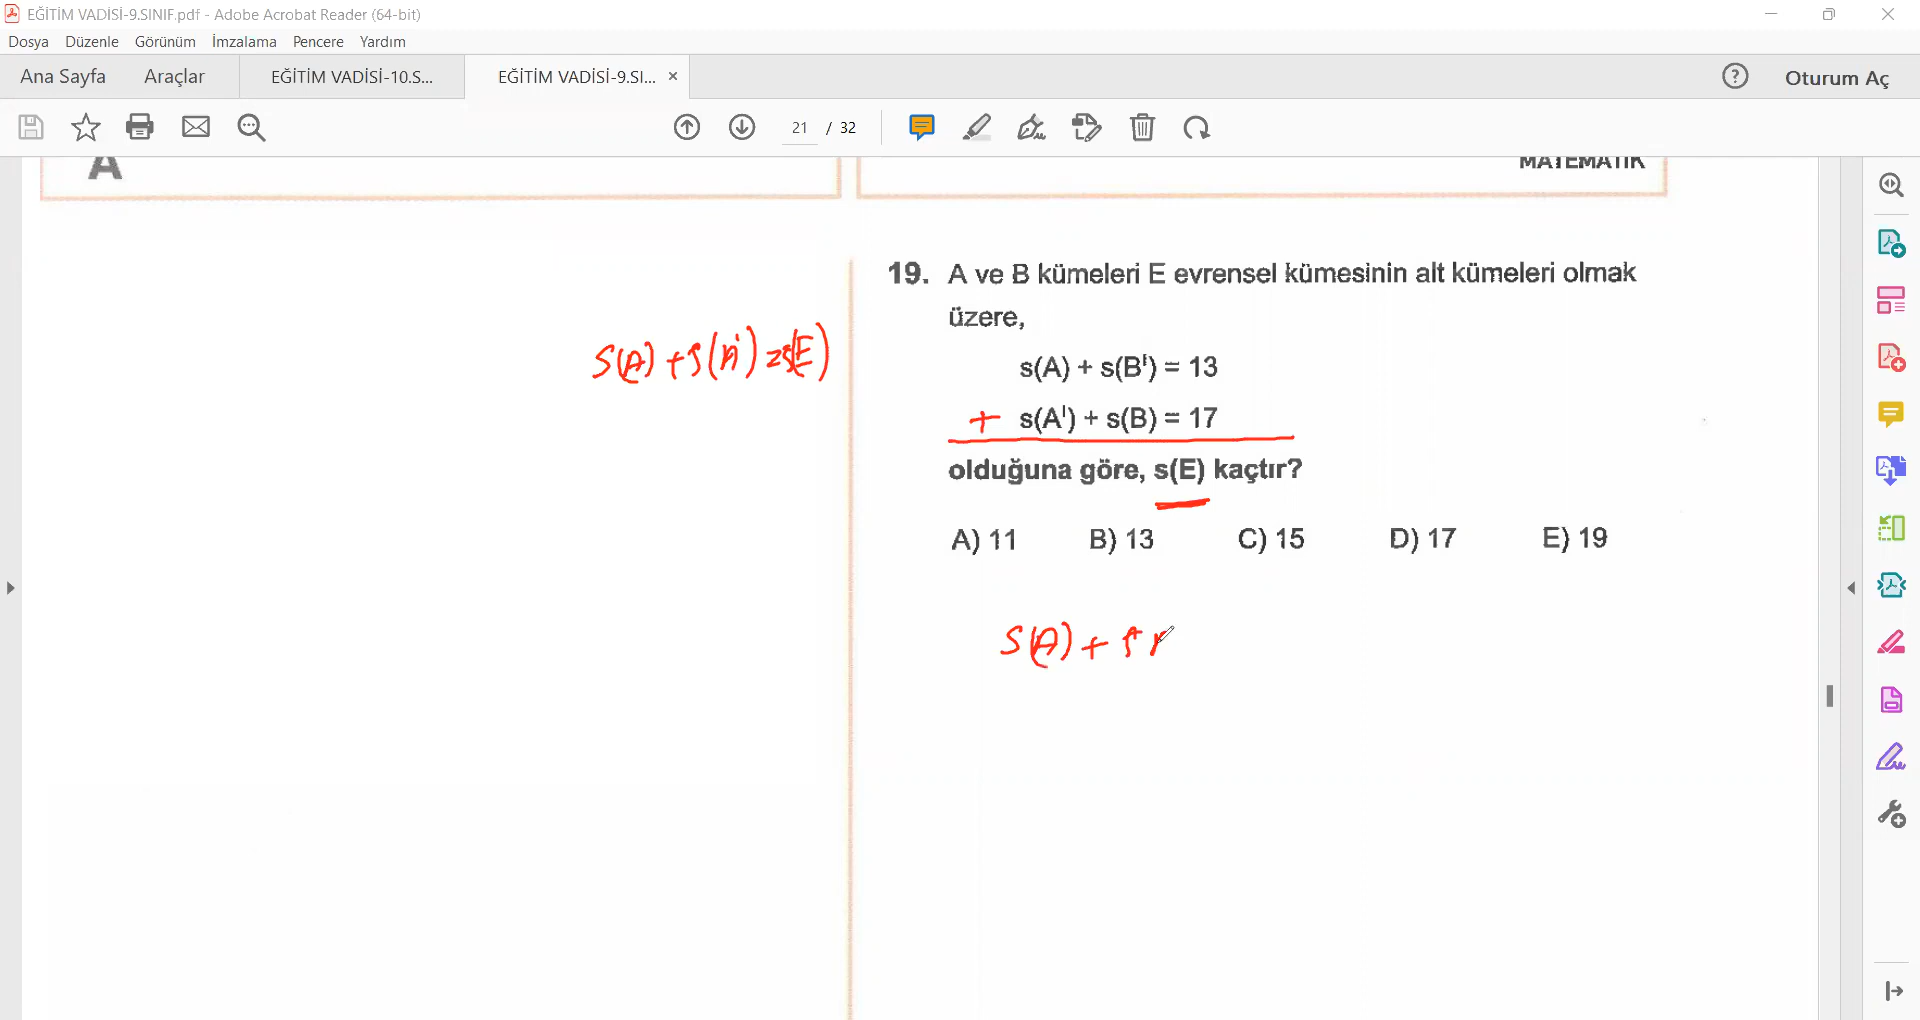 EĞİTİM VADİSİ-9.SINIF.pdf - Adobe Acrobat Reader (64-bit)
Dosya Düzenle Görünüm İmzalama Pencere Yardım
Ana Sayfa Araçlar EĞİTİM VADİSİ-10.S... EĞİTİM VADİSİ-9.SI... × ? Oturum Aç
21 / 32
A
MATEMATİK
19. A ve B kümeleri E evrensel kümesinin alt kümeleri olmak
üzere,
S(A) + S(A') = S(E)
s(A) + s(B') = 13
+ s(A') + s(B) = 17
olduğuna göre, s(E) kaçtır?
A) 11 B) 13 C) 15 D) 17 E) 19
S(A) +